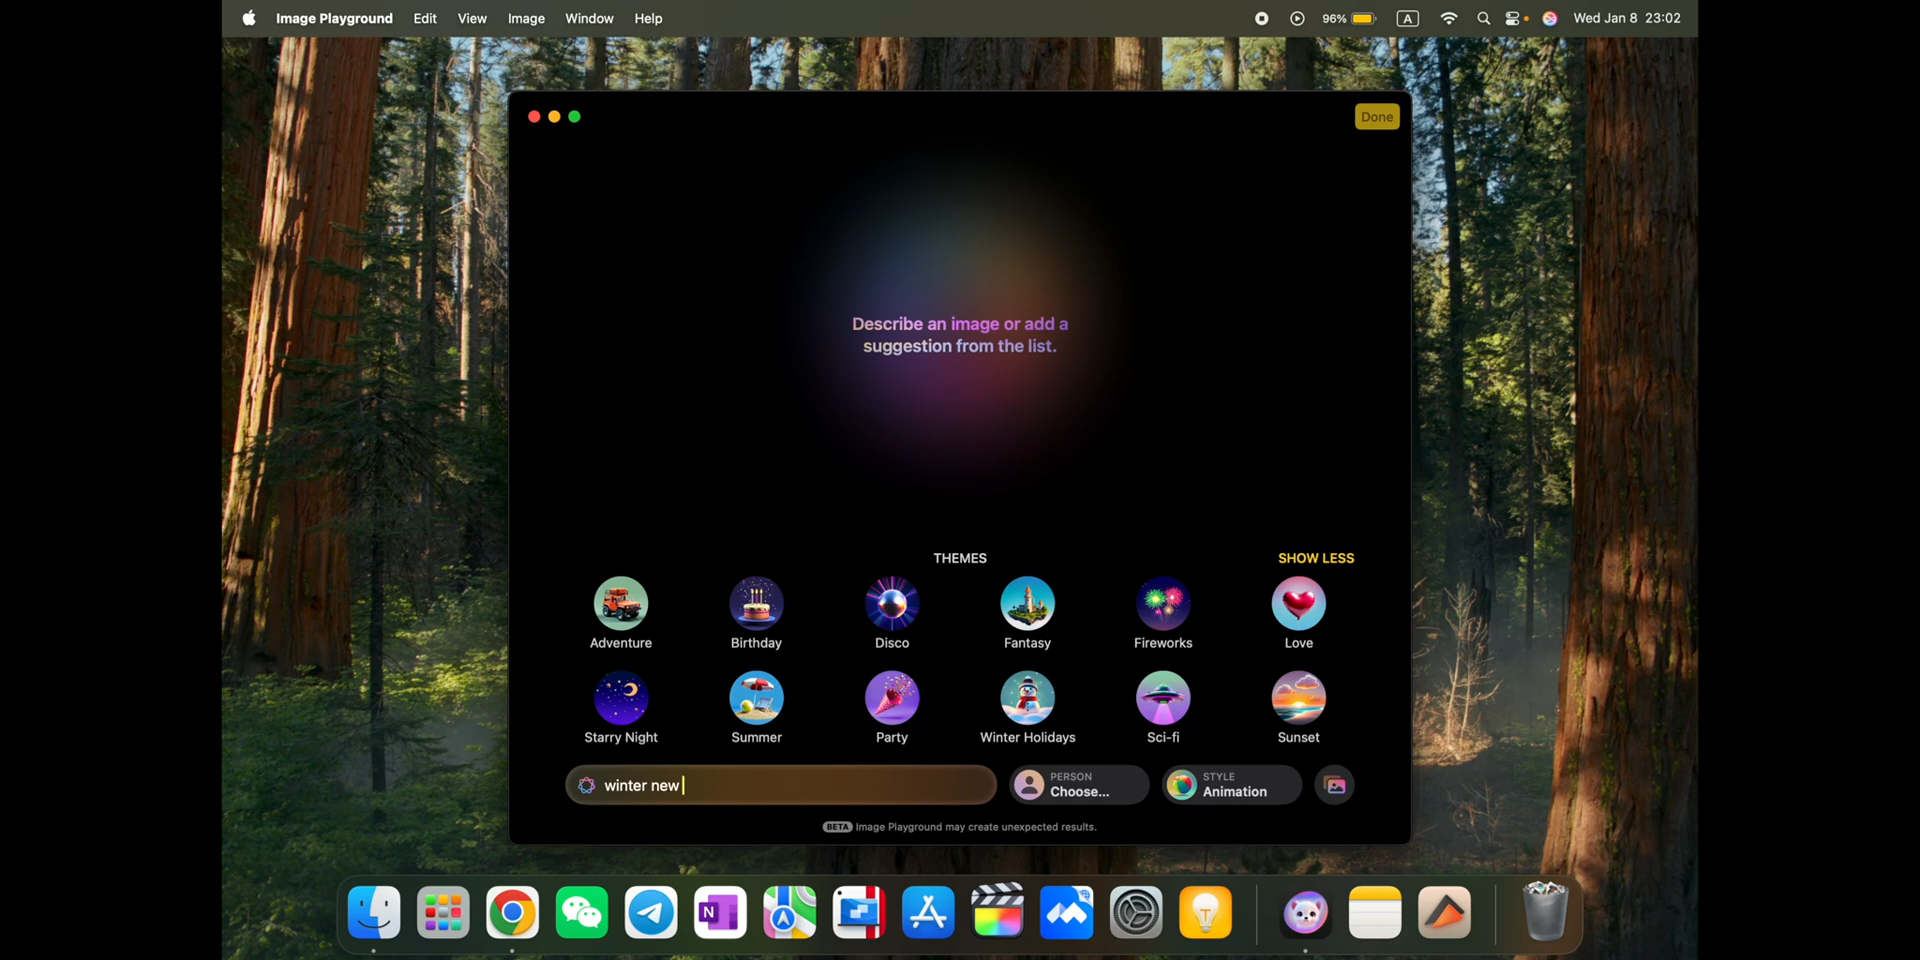 Image Playground Edit View Image Window Help 96% A Wed Jan 8 23:02
Done
Describe an image or add a
suggestion from the list.
THEMES SHOW LESS
Adventure Birthday Disco Fantasy Fireworks Love
Starry Night Summer Party Winter Holidays Sci-fi Sunset
winter new
PERSON
Choose...
STYLE
Animation
BETA Image Playground may create unexpected results.
N
T